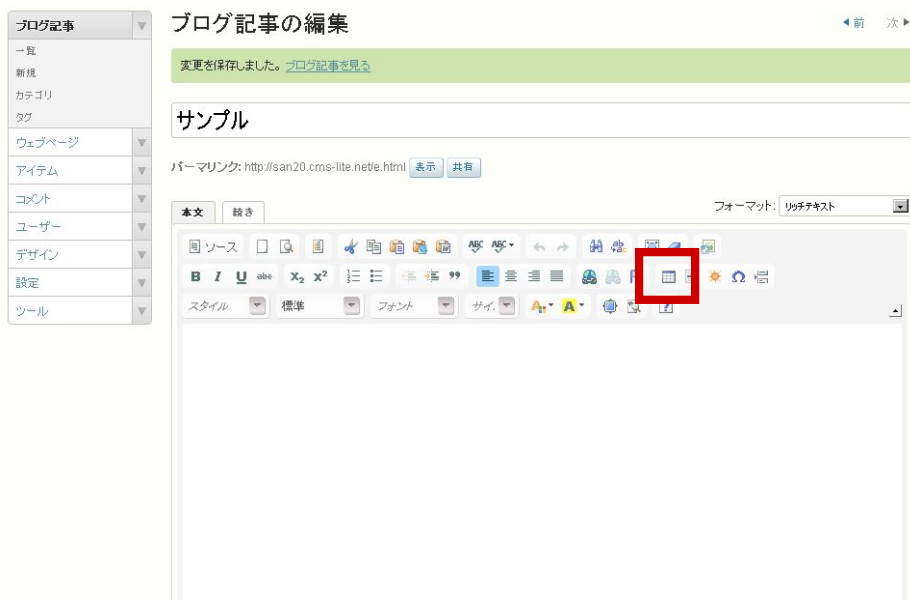 ブログ記事
一覧
新規
カテゴリ
タグ
ウェブページ
アイテム
コメント
ユーザー
デザイン
設定
ツール
ブログ記事の編集
前 次
変更を保存しました。ブログ記事を見る
サンプル
パーマリンク: http://san20.cms-lite.net/e.html 表示 共有
本文 続き
フォーマット: リッチテキスト
ソース ABC ABC
B I U abc X₂ X² Ω
スタイル 標準 フォント サイ. A A ?